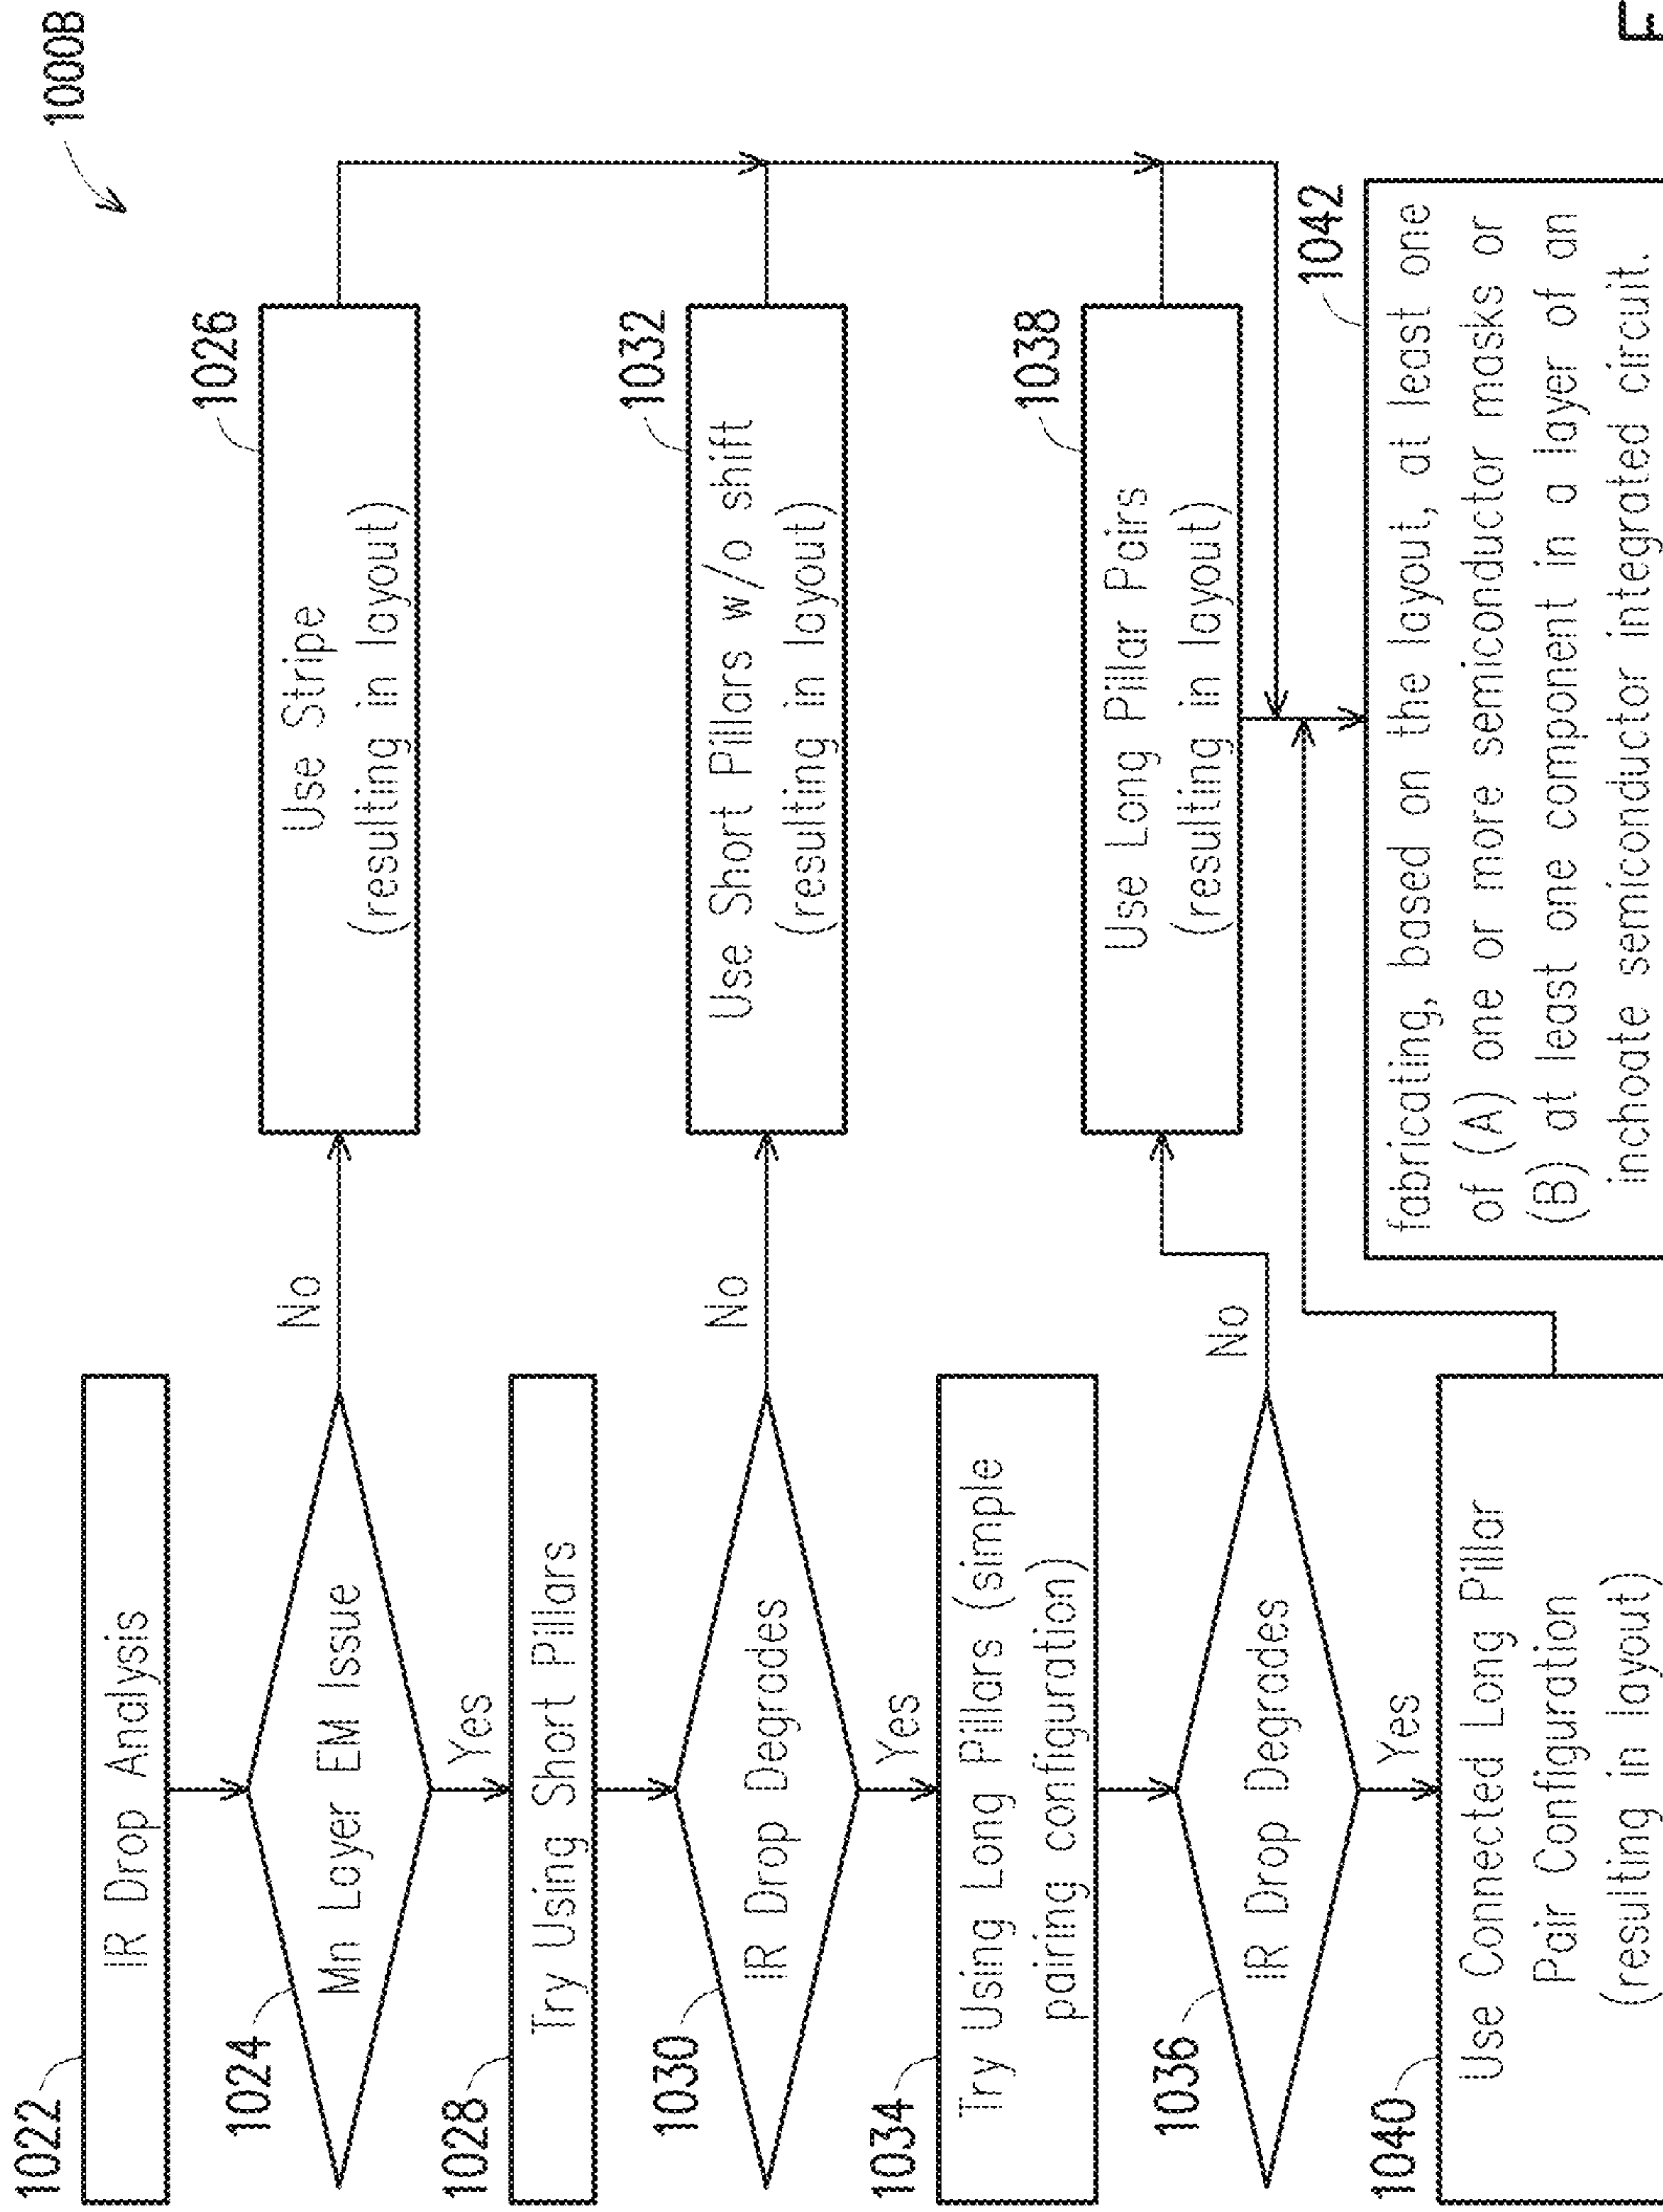 1000B
1022
IR Drop Analysis
1024
Mn Layer EM Issue
No
1026
Use Stripe
(resulting in layout)
Yes
1028
Try Using Short Pillars
1030
IR Drop Degrades
No
1032
Use Short Pillars w/o shift
(resulting in layout)
Yes
1034
Try Using Long Pillars (simple
pairing configuration)
1036
IR Drop Degrades
No
1038
Use Long Pillar Pairs
(resulting in layout)
Yes
1040
Use Connected Long Pillar
Pair Configuration
(resulting in layout)
1042
fabricating, based on the layout, at least one
of (A) one or more semiconductor masks or
(B) at least one component in a layer of an
inchoate semiconductor integrated circuit.